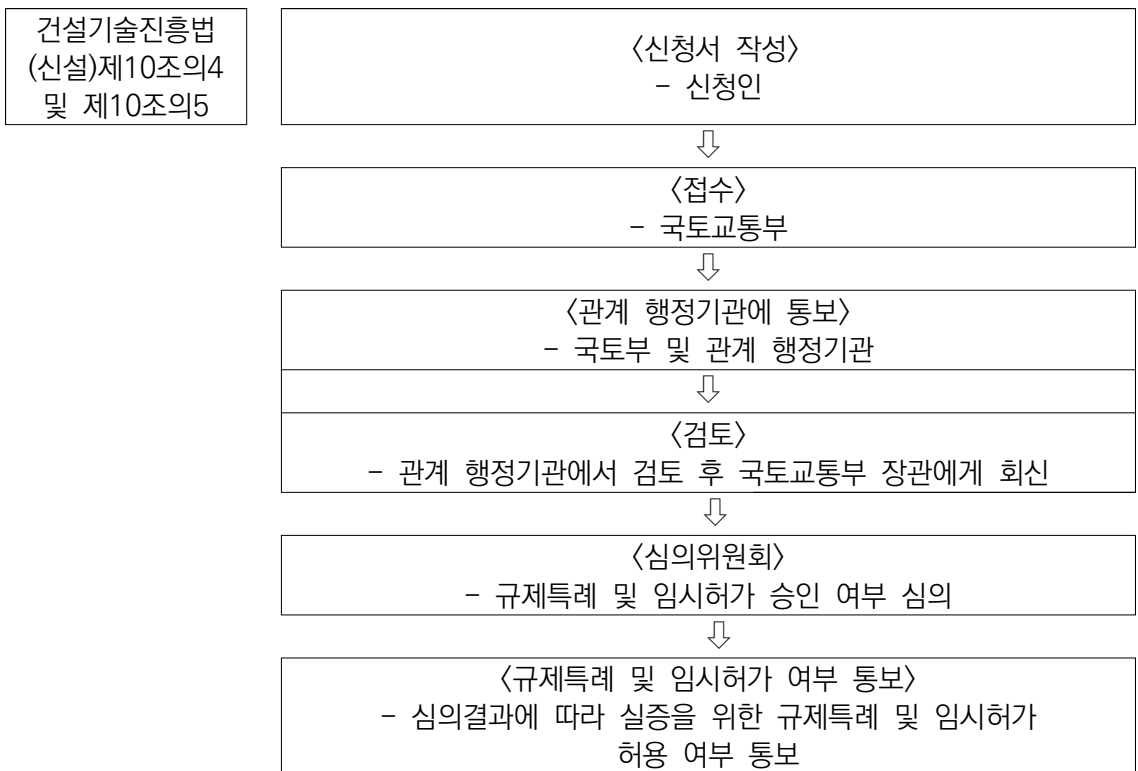 건설기술진흥법
(신설)제10조의4
및 제10조의5
〈신청서 작성〉
- 신청인
⇩
〈접수〉
- 국토교통부
⇩
〈관계 행정기관에 통보〉
- 국토부 및 관계 행정기관
⇩
〈검토〉
- 관계 행정기관에서 검토 후 국토교통부 장관에게 회신
⇩
〈심의위원회〉
- 규제특례 및 임시허가 승인 여부 심의
⇩
〈규제특례 및 임시허가 여부 통보〉
- 심의결과에 따라 실증을 위한 규제특례 및 임시허가
허용 여부 통보